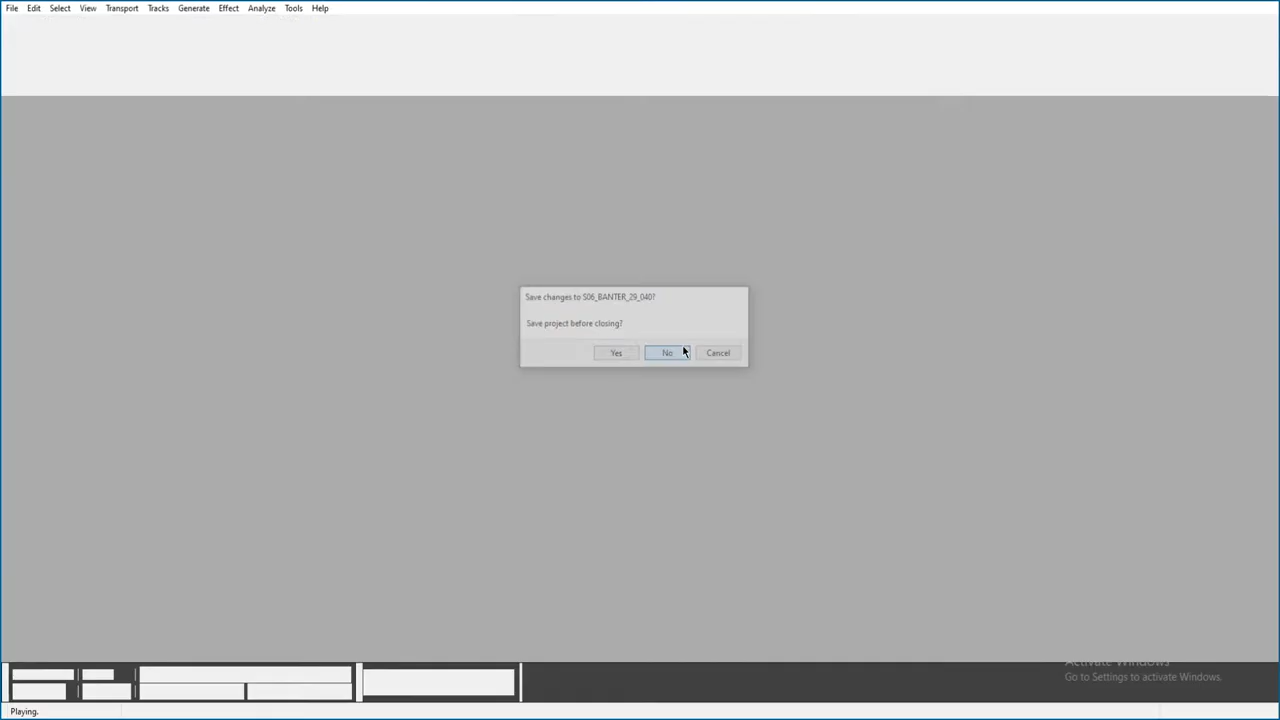 File Edit Select View Transport Tracks Generate Effect Analyze Tools Help
Save changes to S06_BANTER_29_040?
Save project before closing?
Yes No Cancel
Activate Windows
Go to Settings to activate Windows.
Playing.